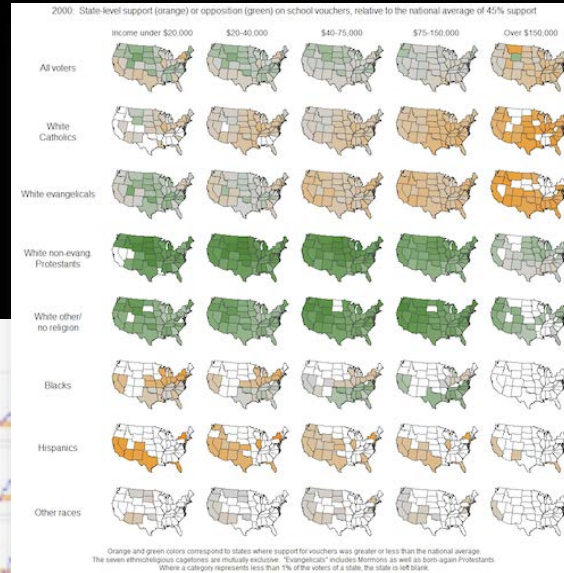 2000: State-level support (orange) or opposition (green) on school vouchers, relative to the national average of 45% support
Income under $20,000 $20-40,000 $40-75,000 $75-150,000 Over $150,000
All voters
White
Catholics
White evangelicals
White non-evang.
Protestants
White other/
no religion
Blacks
Hispanics
Other races
Orange and green colors correspond to states where support for vouchers was greater or less than the national average.
The seven ethnic/religious cagetories are mutually exclusive. "Evangelicals" includes Mormons as well as born-again Protestants
Where a category represents less than 1% of the voters of a state, the state is left blank.